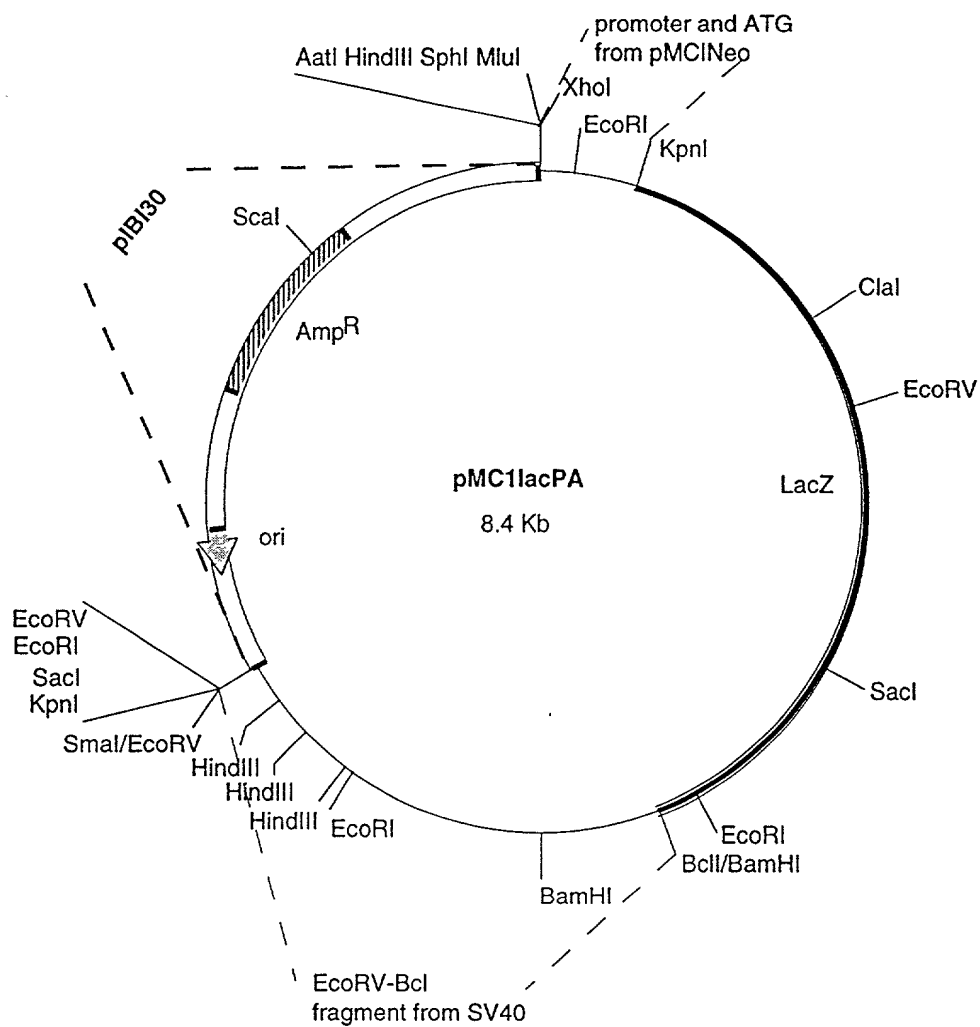 promoter and ATG
from pMCINeo
AatI HindIII SphI MluI
XhoI
EcoRI
KpnI
pIBI30
ScaI
AmpR
ClaI
EcoRV
pMC1lacPA
8.4 Kb
LacZ
ori
EcoRV
EcoRI
SacI
KpnI
SmaI/EcoRV
HindIII
HindIII
HindIII
EcoRI
SacI
EcoRI
BclI/BamHI
BamHI
EcoRV-BcI
fragment from SV40